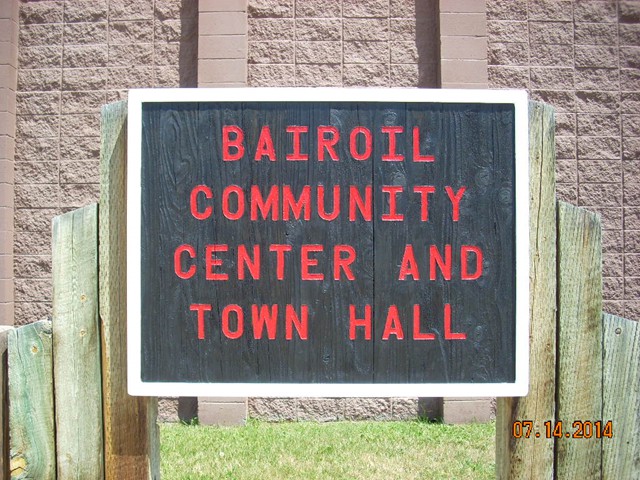 BAIROIL
COMMUNITY
CENTER AND
TOWN HALL
07.14.2014